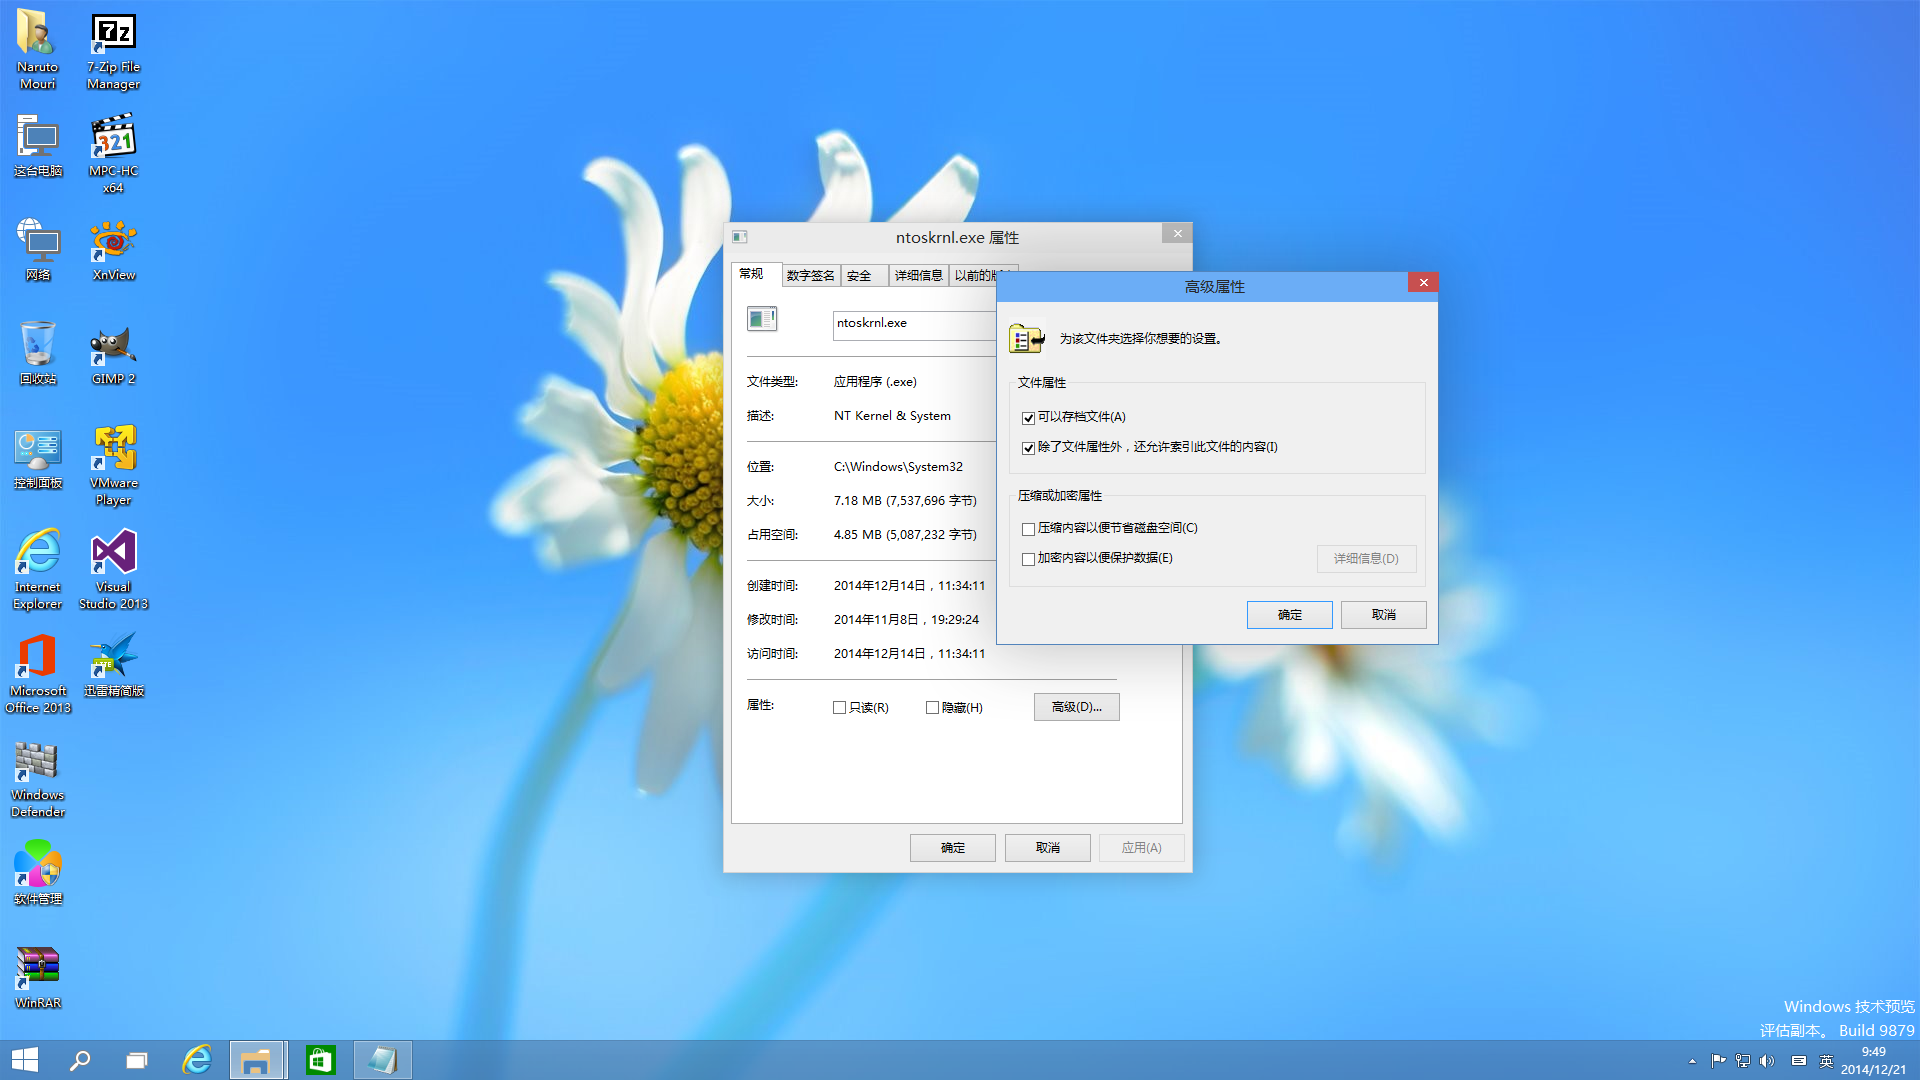 Naruto
Mouri
7-Zip File
Manager
这台电脑
MPC-HC
x64
网络
XnView
回收站
GIMP 2
控制面板
VMware
Player
Internet
Explorer
Visual
Studio 2013
Microsoft
Office 2013
迅雷精简版
Windows
Defender
软件管理
WinRAR
7z
321
LITE
ntoskrnl.exe 属性
常规
数字签名
安全
详细信息
以前的
ntoskrnl.exe
文件类型:
应用程序 (.exe)
描述:
NT Kernel & System
位置:
C:\Windows\System32
大小:
7.18 MB (7,537,696 字节)
占用空间:
4.85 MB (5,087,232 字节)
创建时间:
2014年12月14日，11:34:11
修改时间:
2014年11月8日，19:29:24
访问时间:
2014年12月14日，11:34:11
属性:
只读(R)
隐藏(H)
高级(D)...
确定
取消
应用(A)
高级属性
为该文件夹选择你想要的设置。
文件属性
可以存档文件(A)
除了文件属性外，还允许索引此文件的内容(I)
压缩或加密属性
压缩内容以便节省磁盘空间(C)
加密内容以便保护数据(E)
详细信息(D)
确定
取消
Windows 技术预览
评估副本。 Build 9879
英
9:49
2014/12/21